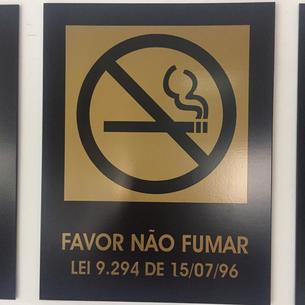 FAVOR NÃO FUMAR
LEI 9.294 DE 15/07/96